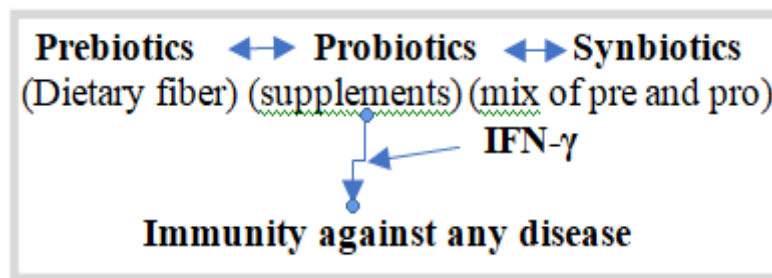 Prebiotics Probiotics Synbiotics
(Dietary fiber) (supplements) (mix of pre and pro)
IFN-γ
Immunity against any disease